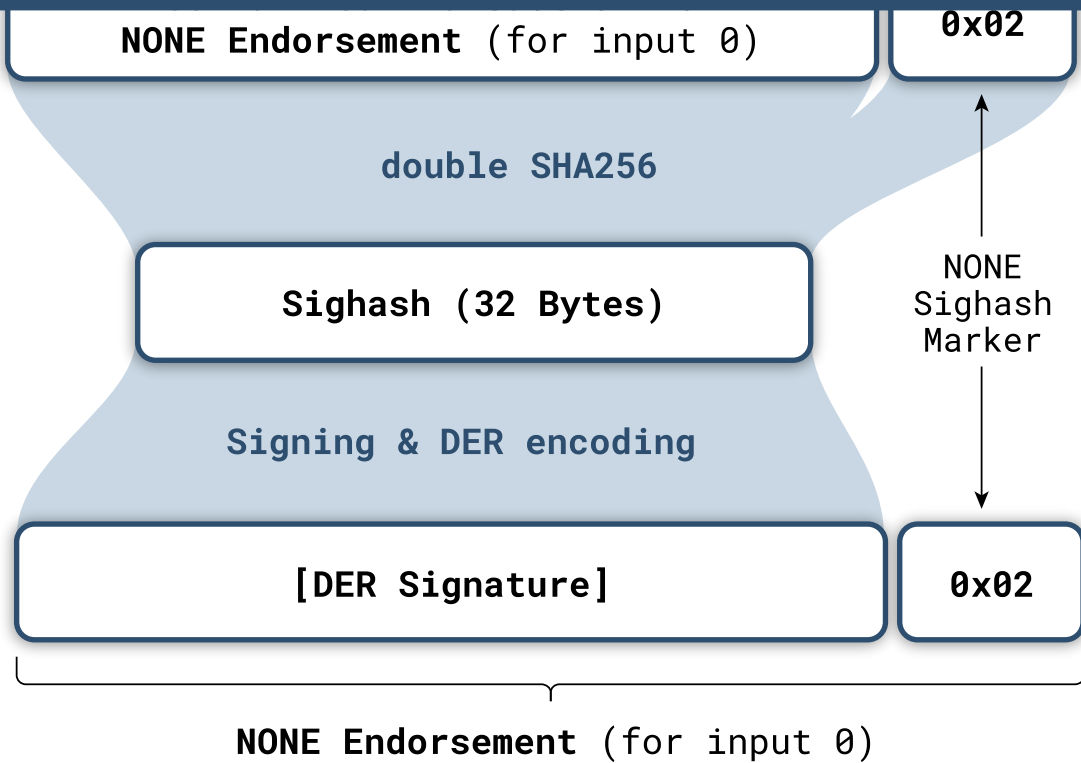 NONE Endorsement (for input 0)
0x02
double SHA256
NONE
Sighash
Marker
Sighash (32 Bytes)
Signing & DER encoding
[DER Signature]
0x02
NONE Endorsement (for input 0)